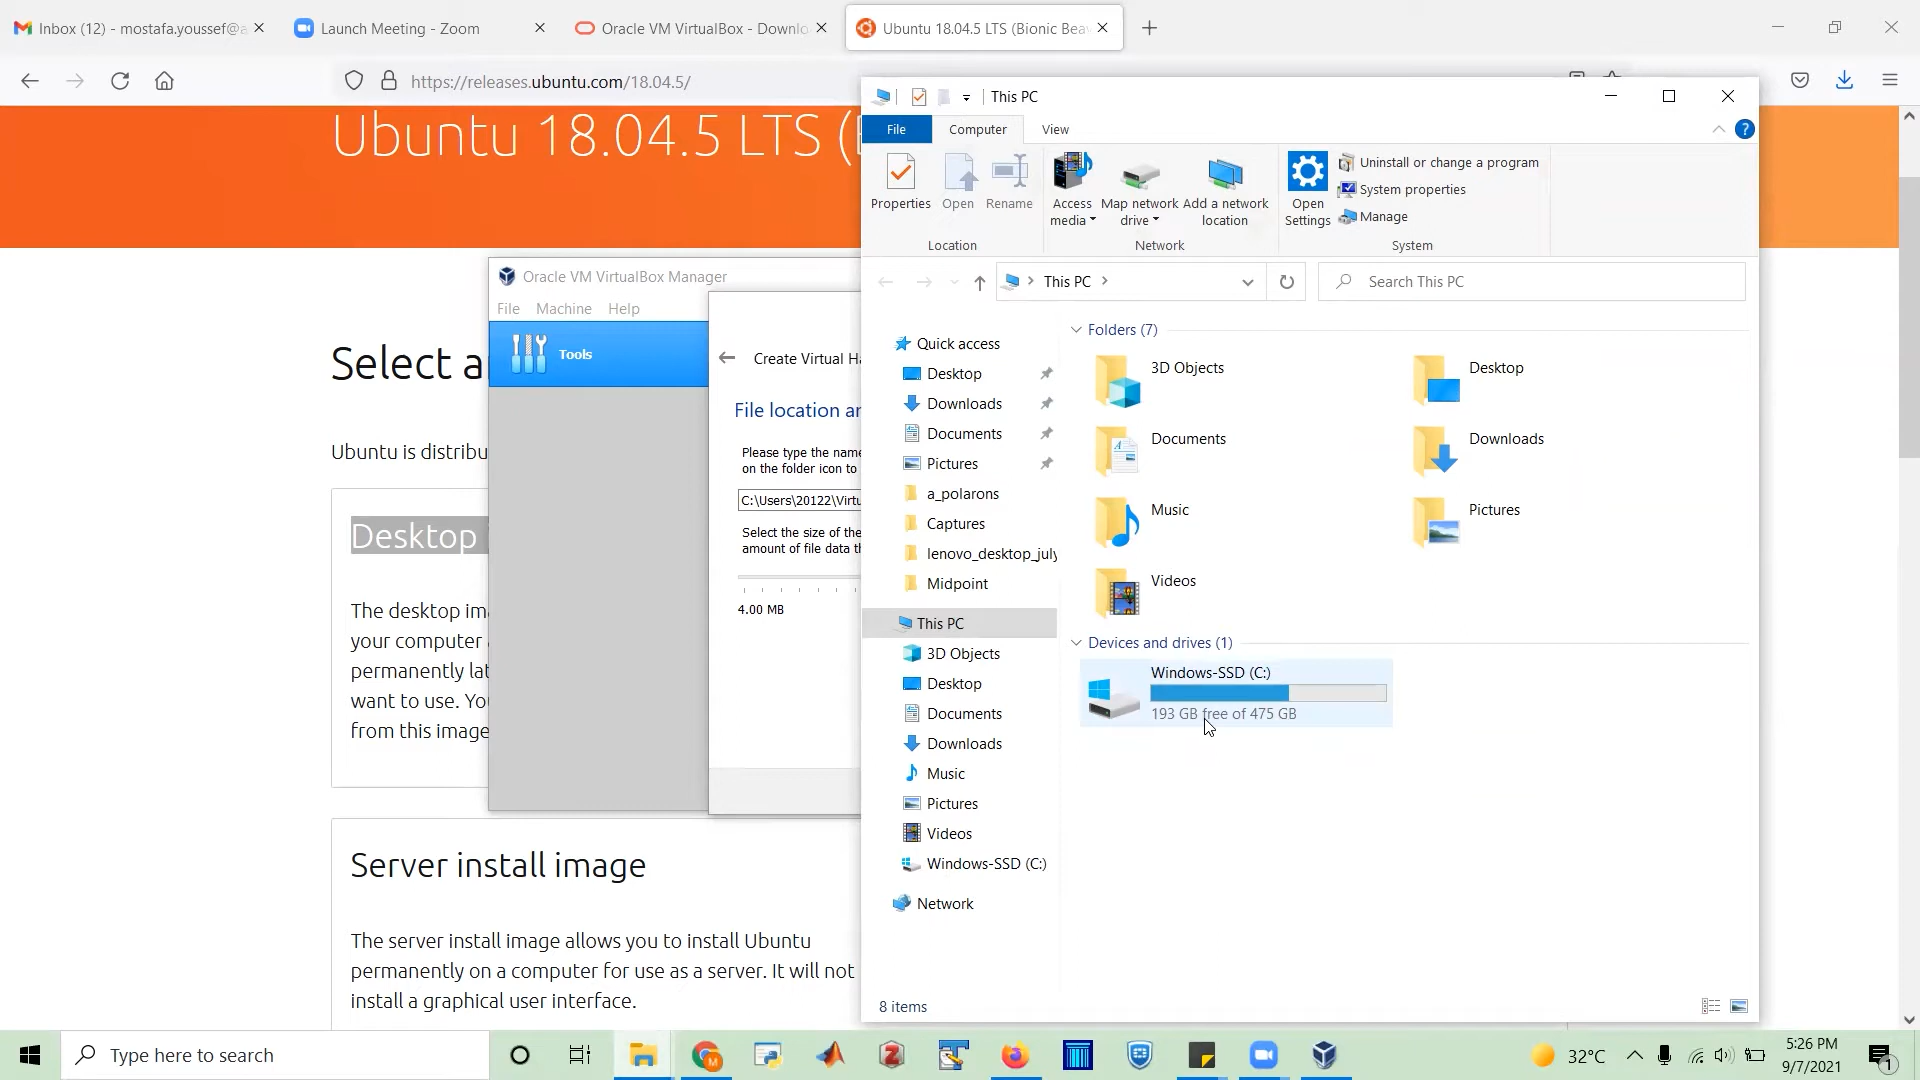 Inbox (12) - mostafa.youssef@a
Launch Meeting - Zoom
Oracle VM VirtualBox - Downlo
Ubuntu 18.04.5 LTS (Bionic Beav
https://releases.ubuntu.com/18.04.5/
This PC
File
Computer
View
Ubuntu 18.04.5 LTS (
Properties
Open
Rename
Access media
Map network drive
Add a network location
Open Settings
Uninstall or change a program
System properties
Manage
Location
Network
System
Oracle VM VirtualBox Manager
File
Machine
Help
Tools
This PC
Search This PC
Select a
Create Virtual Ha
File location an
Please type the name
on the folder icon to
C:\Users\20122\Virtu
Select the size of the
amount of file data th
4.00 MB
Ubuntu is distribu
Desktop i
The desktop ima
your computer
permanently lat
want to use. Yo
from this image
Server install image
The server install image allows you to install Ubuntu
permanently on a computer for use as a server. It will not
install a graphical user interface.
Quick access
Desktop
Downloads
Documents
Pictures
a_polarons
Captures
lenovo_desktop_july
Midpoint
This PC
3D Objects
Desktop
Documents
Downloads
Music
Pictures
Videos
Windows-SSD (C:)
Network
Folders (7)
3D Objects
Desktop
Documents
Downloads
Music
Pictures
Videos
Devices and drives (1)
Windows-SSD (C:)
193 GB free of 475 GB
8 items
Type here to search
32°C
5:26 PM
9/7/2021
1